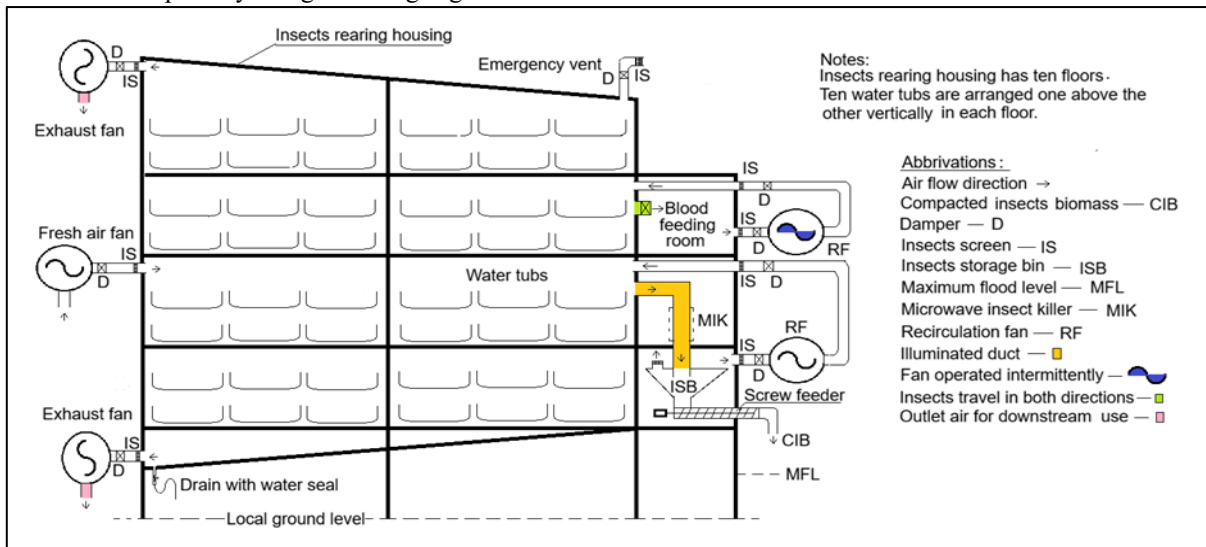 Insects rearing housing
D
IS
Exhaust fan
Emergency vent
D
IS
Notes:
Insects rearing housing has ten floors.
Ten water tubs are arranged one above the
other vertically in each floor.
Fresh air fan
IS
D
Blood
feeding
room
IS
D
IS
D
RF
Water tubs
IS
D
MIK
RF
IS
D
ISB
Screw feeder
CIB
Exhaust fan
IS
D
Drain with water seal
MFL
Local ground level
Abbrivations :
Air flow direction →
Compacted insects biomass — CIB
Damper — D
Insects screen — IS
Insects storage bin — ISB
Maximum flood level — MFL
Microwave insect killer — MIK
Recirculation fan — RF
Illuminated duct —
Fan operated intermittently —
Insects travel in both directions —
Outlet air for downstream use —